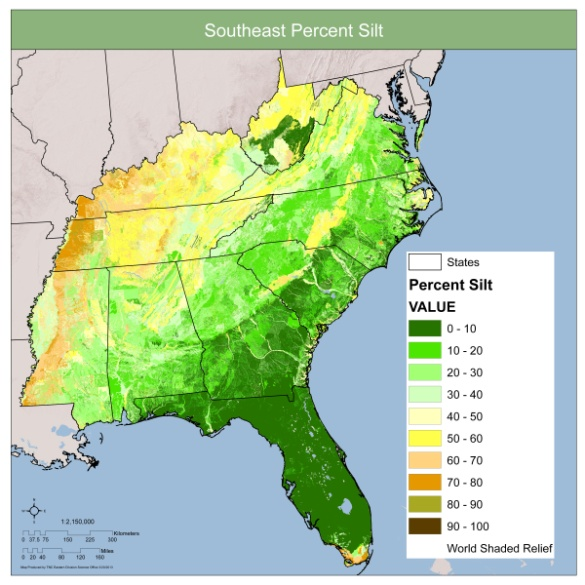 Southeast Percent Silt
States
Percent Silt
VALUE
0 - 10
10 - 20
20 - 30
30 - 40
40 - 50
50 - 60
60 - 70
70 - 80
80 - 90
90 - 100
World Shaded Relief
1:2,150,000
Kilometers
0 37.5 75 150 225 300
Miles
0 20 40 80 120 160